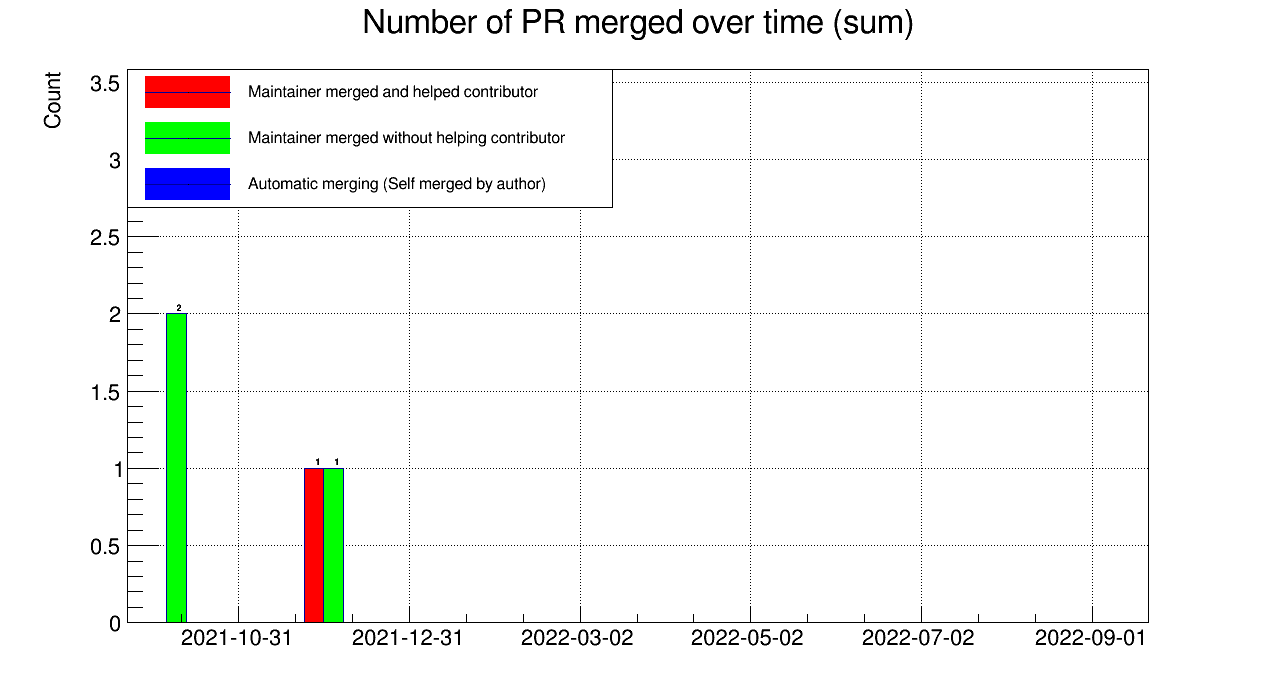 Number of PR merged over time (sum)
Count
3.5
Maintainer merged and helped contributor
Maintainer merged without helping contributor
3
Automatic merging (Self merged by author)
2.5
2
2
1.5
1
1 1
0.5
0
2021-10-31 2021-12-31 2022-03-02 2022-05-02 2022-07-02 2022-09-01